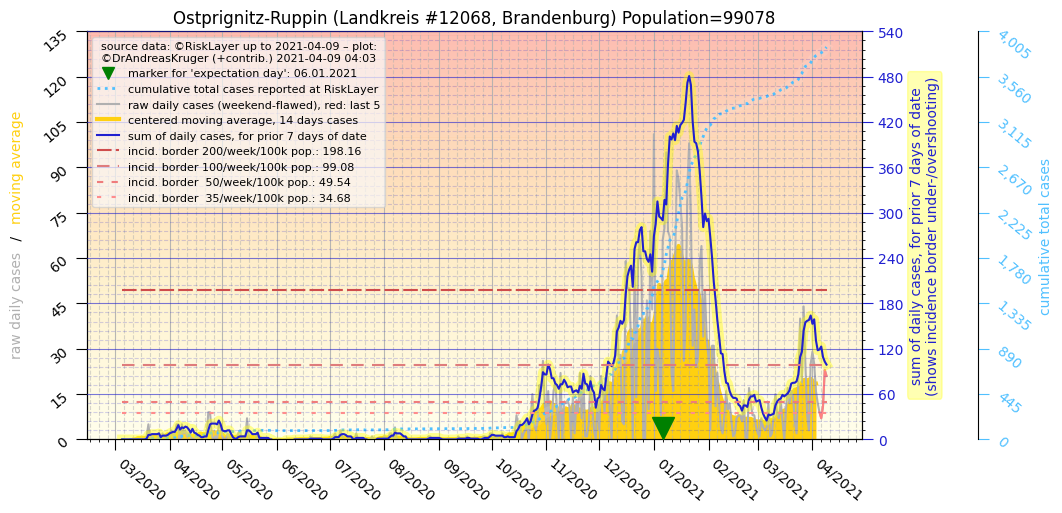 Ostprignitz-Ruppin (Landkreis #12068, Brandenburg) Population=99078
source data: ©RiskLayer up to 2021-04-09 – plot:
©DrAndreasKruger (+contrib.) 2021-04-09 04:03
marker for 'expectation day': 06.01.2021
cumulative total cases reported at RiskLayer
raw daily cases (weekend-flawed), red: last 5
centered moving average, 14 days cases
sum of daily cases, for prior 7 days of date
incid. border 200/week/100k pop.: 198.16
incid. border 100/week/100k pop.: 99.08
incid. border  50/week/100k pop.: 49.54
incid. border  35/week/100k pop.: 34.68
raw daily cases / moving average
135
120
105
90
75
60
45
30
15
0
03/2020
04/2020
05/2020
06/2020
07/2020
08/2020
09/2020
10/2020
11/2020
12/2020
01/2021
02/2021
03/2021
04/2021
540
480
420
360
300
240
180
120
60
0
sum of daily cases, for prior 7 days of date
(shows incidence border under-/overshooting)
4,005
3,560
3,115
2,670
2,225
1,780
1,335
890
445
0
cumulative total cases